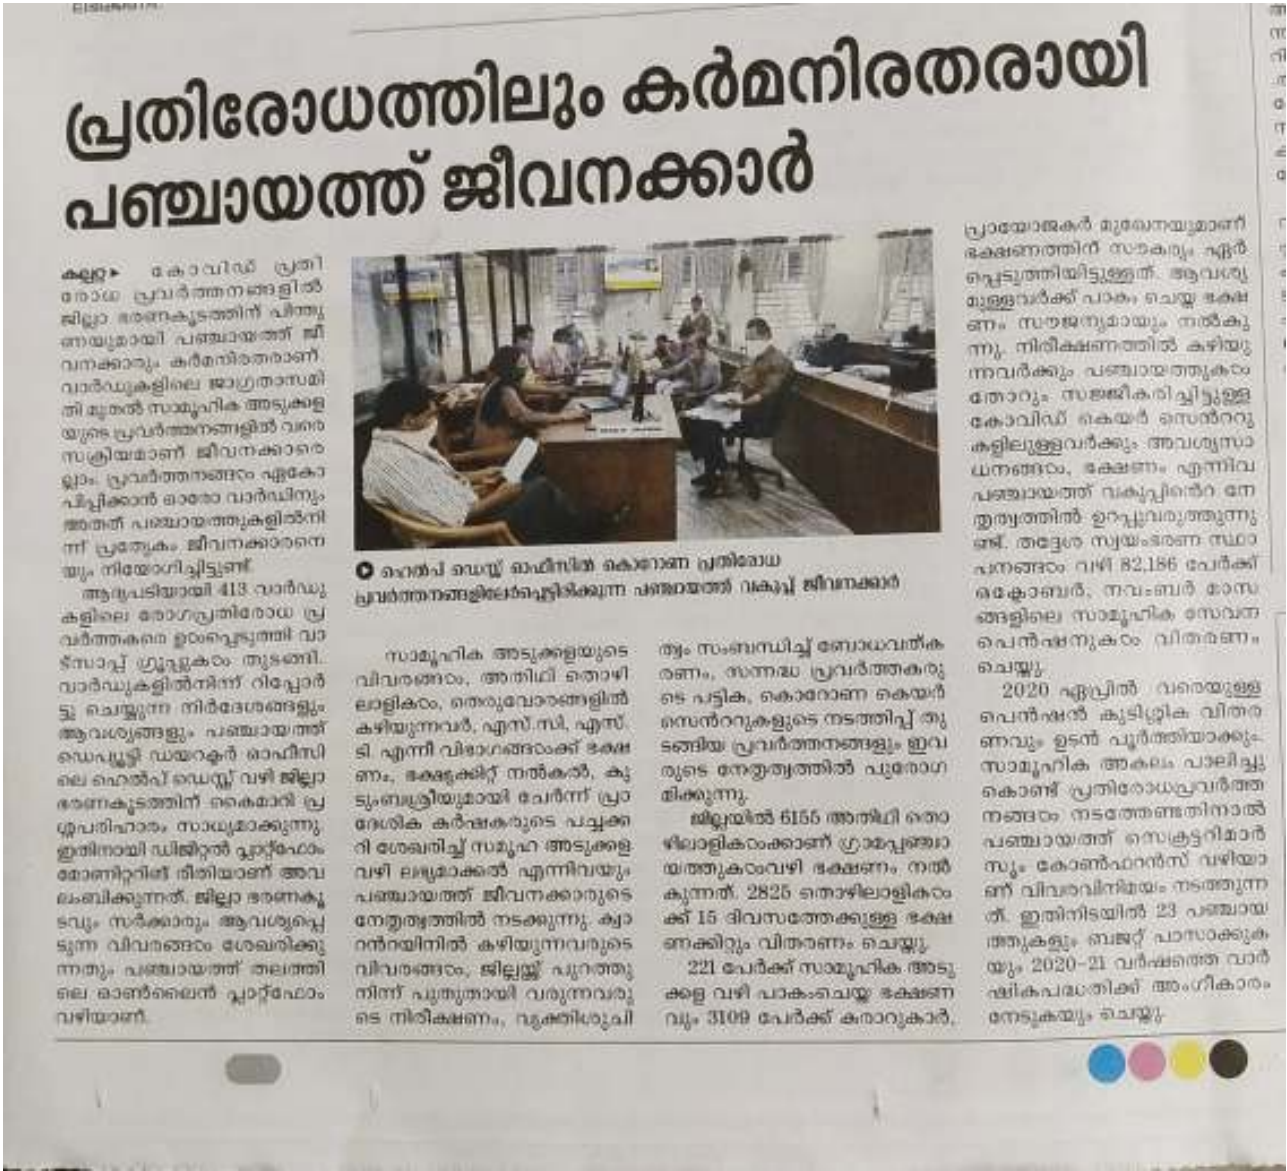 പ്രതിരോധത്തിലും കർമനിരതരായി
പഞ്ചായത്ത് ജീവനക്കാർ
കല്പറ്റ ▸ കോവിഡ് പ്രതി
രോധ പ്രവർത്തനങ്ങളിൽ
ജില്ലാ ഭരണകൂടത്തിന് പിന്തു
ണയുമായി പഞ്ചായത്ത് ജീ
വനക്കാരും കർമനിരതരാണ്.
വാർഡുകളിലെ ജാഗ്രതാസമി
തി മുതൽ സാമൂഹിക അടുക്കള
യുടെ പ്രവർത്തനങ്ങളിൽ വരെ
സക്രിയമാണ് ജീവനക്കാരെ
ല്ലാം. പ്രവർത്തനങ്ങൾ ഏകോ
പിപ്പിക്കാൻ ഓരോ വാർഡിനും
അതത് പഞ്ചായത്തുകളിൽനി
ന്ന് പ്രത്യേകം ജീവനക്കാരനെ
യും നിയോഗിച്ചിട്ടുണ്ട്.
ആദ്യപടിയായി 413 വാർഡു
കളിലെ രോഗപ്രതിരോധ പ്ര
വർത്തകരെ ഉൾപ്പെടുത്തി വാ
ട്സാപ്പ് ഗ്രൂപ്പുകൾ തുടങ്ങി.
വാർഡുകളിൽനിന്ന് റിപ്പോർ
ട്ടു ചെയ്യുന്ന നിർദേശങ്ങളും
ആവശ്യങ്ങളും പഞ്ചായത്ത്
ഡെപ്യൂട്ടി ഡയറക്ടർ ഓഫീസി
ലെ ഹെൽപ് ഡെസ്ക് വഴി ജില്ലാ
ഭരണകൂടത്തിന് കൈമാറി പ്ര
ശ്നപരിഹാരം സാധ്യമാക്കുന്നു.
ഇതിനായി ഡിജിറ്റൽ പ്ലാറ്റ്ഫോം
മോണിറ്ററിങ് രീതിയാണ് അവ
ലംബിക്കുന്നത്. ജില്ലാ ഭരണകൂ
ടവും സർക്കാരും ആവശ്യപ്പെ
ടുന്ന വിവരങ്ങൾ ശേഖരിക്കു
ന്നതും പഞ്ചായത്ത് തലത്തി
ലെ ഓൺലൈൻ പ്ലാറ്റ്ഫോം
വഴിയാണ്.
ഹെൽപ് ഡെസ്ക് ഓഫീസിൽ കൊറോണ പ്രതിരോധ
പ്രവർത്തനങ്ങളിലേർപ്പെട്ടിരിക്കുന്ന പഞ്ചായത്ത് വകുപ്പ് ജീവനക്കാർ
സാമൂഹിക അടുക്കളയുടെ
വിവരങ്ങൾ, അതിഥി തൊഴി
ലാളികൾ, തെരുവോരങ്ങളിൽ
കഴിയുന്നവർ, എസ്.സി, എസ്.
ടി. എന്നീ വിഭാഗങ്ങൾക്ക് ഭക്ഷ
ണം, ഭക്ഷ്യക്കിറ്റ് നൽകൽ, കു
ടുംബശ്രീയുമായി ചേർന്ന് പ്രാ
ദേശിക കർഷകരുടെ പച്ചക്ക
റി ശേഖരിച്ച് സമൂഹ അടുക്കള
വഴി ലഭ്യമാക്കൽ എന്നിവയും
പഞ്ചായത്ത് ജീവനക്കാരുടെ
നേതൃത്വത്തിൽ നടക്കുന്നു. ക്വാ
റൻറയിനിൽ കഴിയുന്നവരുടെ
വിവരങ്ങൾ, ജില്ലയ്ക്ക് പുറത്തു
നിന്ന് പുതുതായി വരുന്നവരു
ടെ നിരീക്ഷണം, വ്യക്തിശുചി
ത്വം സംബന്ധിച്ച് ബോധവത്ക
രണം, സന്നദ്ധ പ്രവർത്തകരു
ടെ പട്ടിക, കൊറോണ കെയർ
സെൻററുകളുടെ നടത്തിപ്പ് തു
ടങ്ങിയ പ്രവർത്തനങ്ങളും ഇവ
രുടെ നേതൃത്വത്തിൽ പുരോഗ
മിക്കുന്നു.
ജില്ലയിൽ 6155 അതിഥി തൊ
ഴിലാളികൾക്കാണ് ഗ്രാമപ്പഞ്ചാ
യത്തുകൾവഴി ഭക്ഷണം നൽ
കുന്നത്. 2825 തൊഴിലാളികൾ
ക്ക് 15 ദിവസത്തേക്കുള്ള ഭക്ഷ
ണക്കിറ്റും വിതരണം ചെയ്തു.
221 പേർക്ക് സാമൂഹിക അടു
ക്കള വഴി പാകംചെയ്ത ഭക്ഷണ
വും 3109 പേർക്ക് കരാറുകാർ,
പ്രായോജകർ മുഖേനയുമാണ്
ഭക്ഷണത്തിന് സൗകര്യം ഏർ
പ്പെടുത്തിയിട്ടുള്ളത്. ആവശ്യ
മുള്ളവർക്ക് പാകം ചെയ്ത ഭക്ഷ
ണം സൗജന്യമായും നൽകു
ന്നു. നിരീക്ഷണത്തിൽ കഴിയു
ന്നവർക്കും പഞ്ചായത്തുകൾ
തോറും സജ്ജീകരിച്ചിട്ടുള്ള
കോവിഡ് കെയർ സെൻററു
കളിലുള്ളവർക്കും അവശ്യസാ
ധനങ്ങൾ, ഭക്ഷണം എന്നിവ
പഞ്ചായത്ത് വകുപ്പിൻെറ നേ
തൃത്വത്തിൽ ഉറപ്പുവരുത്തുന്നു
ണ്ട്. തദ്ദേശ സ്വയംഭരണ സ്ഥാ
പനങ്ങൾ വഴി 82,186 പേർക്ക്
ഒക്ടോബർ, നവംബർ മാസ
ങ്ങളിലെ സാമൂഹിക സേവന
പെൻഷനുകൾ വിതരണം
ചെയ്തു.
2020 ഏപ്രിൽ വരെയുള്ള
പെൻഷൻ കുടിശ്ശിക വിതര
ണവും ഉടൻ പൂർത്തിയാക്കും.
സാമൂഹിക അകലം പാലിച്ചു
കൊണ്ട് പ്രതിരോധപ്രവർത്ത
നങ്ങൾ നടത്തേണ്ടതിനാൽ
പഞ്ചായത്ത് സെക്രട്ടറിമാർ
സൂം കോൺഫറൻസ് വഴിയാ
ണ് വിവരവിനിമയം നടത്തുന്ന
ത്. ഇതിനിടയിൽ 23 പഞ്ചായ
ത്തുകളും ബജറ്റ് പാസാക്കുക
യും 2020-21 വർഷത്തെ വാർ
ഷികപദ്ധതിക്ക് അംഗീകാരം
നേടുകയും ചെയ്തു.